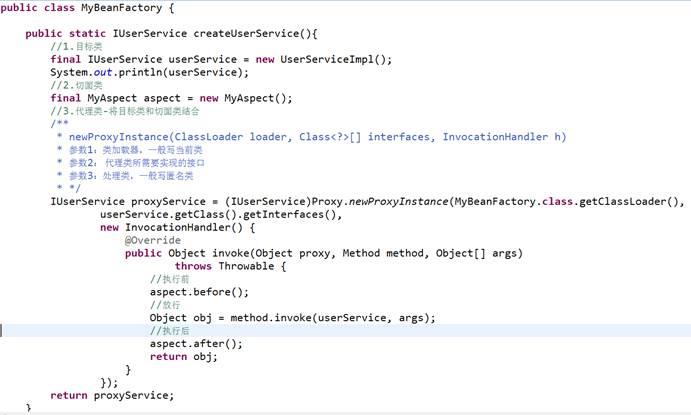 public class MyBeanFactory {
public static IUserService createUserService(){
//1.目标类
final IUserService userService = new UserServiceImpl();
System.out.println(userService);
//2.切面类
final MyAspect aspect = new MyAspect();
//3.代理类-将目标类和切面类结合
/**
* newProxyInstance(ClassLoader loader, Class<?>[] interfaces, InvocationHandler h)
* 参数1：类加载器，一般写当前类
* 参数2： 代理类所需要实现的接口
* 参数3：处理类，一般写匿名类
* */
IUserService proxyService = (IUserService)Proxy.newProxyInstance(MyBeanFactory.class.getClassLoader(),
userService.getClass().getInterfaces(),
new InvocationHandler() {
@Override
public Object invoke(Object proxy, Method method, Object[] args)
throws Throwable {
//执行前
aspect.before();
//放行
Object obj = method.invoke(userService, args);
//执行后
aspect.after();
return obj;
}
});
return proxyService;
}